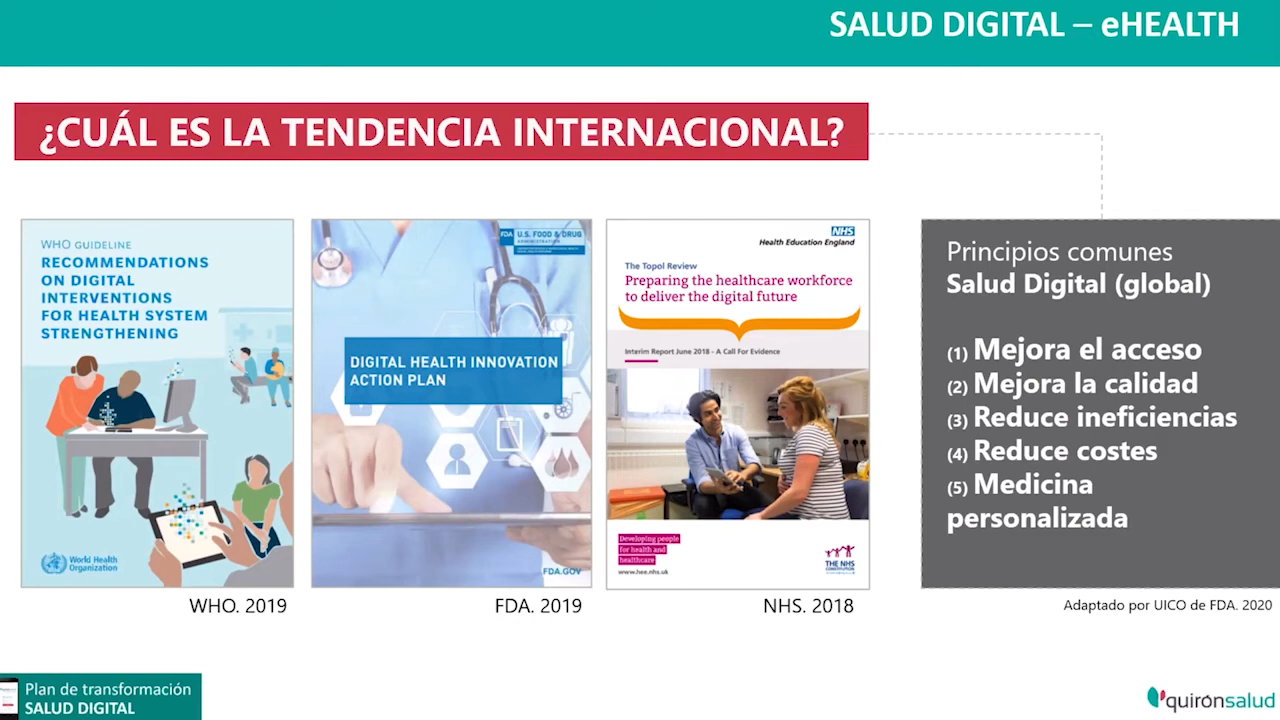 SALUD DIGITAL – eHEALTH
¿CUÁL ES LA TENDENCIA INTERNACIONAL?
WHO GUIDELINE
RECOMMENDATIONS
ON DIGITAL
INTERVENTIONS
FOR HEALTH SYSTEM
STRENGTHENING
World Health
Organization
WHO. 2019
FDA
U.S. FOOD & DRUG
ADMINISTRATION
DIGITAL HEALTH INNOVATION
ACTION PLAN
FDA.GOV
FDA. 2019
NHS
Health Education England
The Topol Review
Preparing the healthcare workforce
to deliver the digital future
Interim Report June 2018 - A Call For Evidence
Developing people
for health and
healthcare
www.hee.nhs.uk
THE NHS
CONSTITUTION
NHS. 2018
Principios comunes
Salud Digital (global)
(1) Mejora el acceso
(2) Mejora la calidad
(3) Reduce ineficiencias
(4) Reduce costes
(5) Medicina
personalizada
Adaptado por UICO de FDA. 2020
Plan de transformación
SALUD DIGITAL
quirónsalud